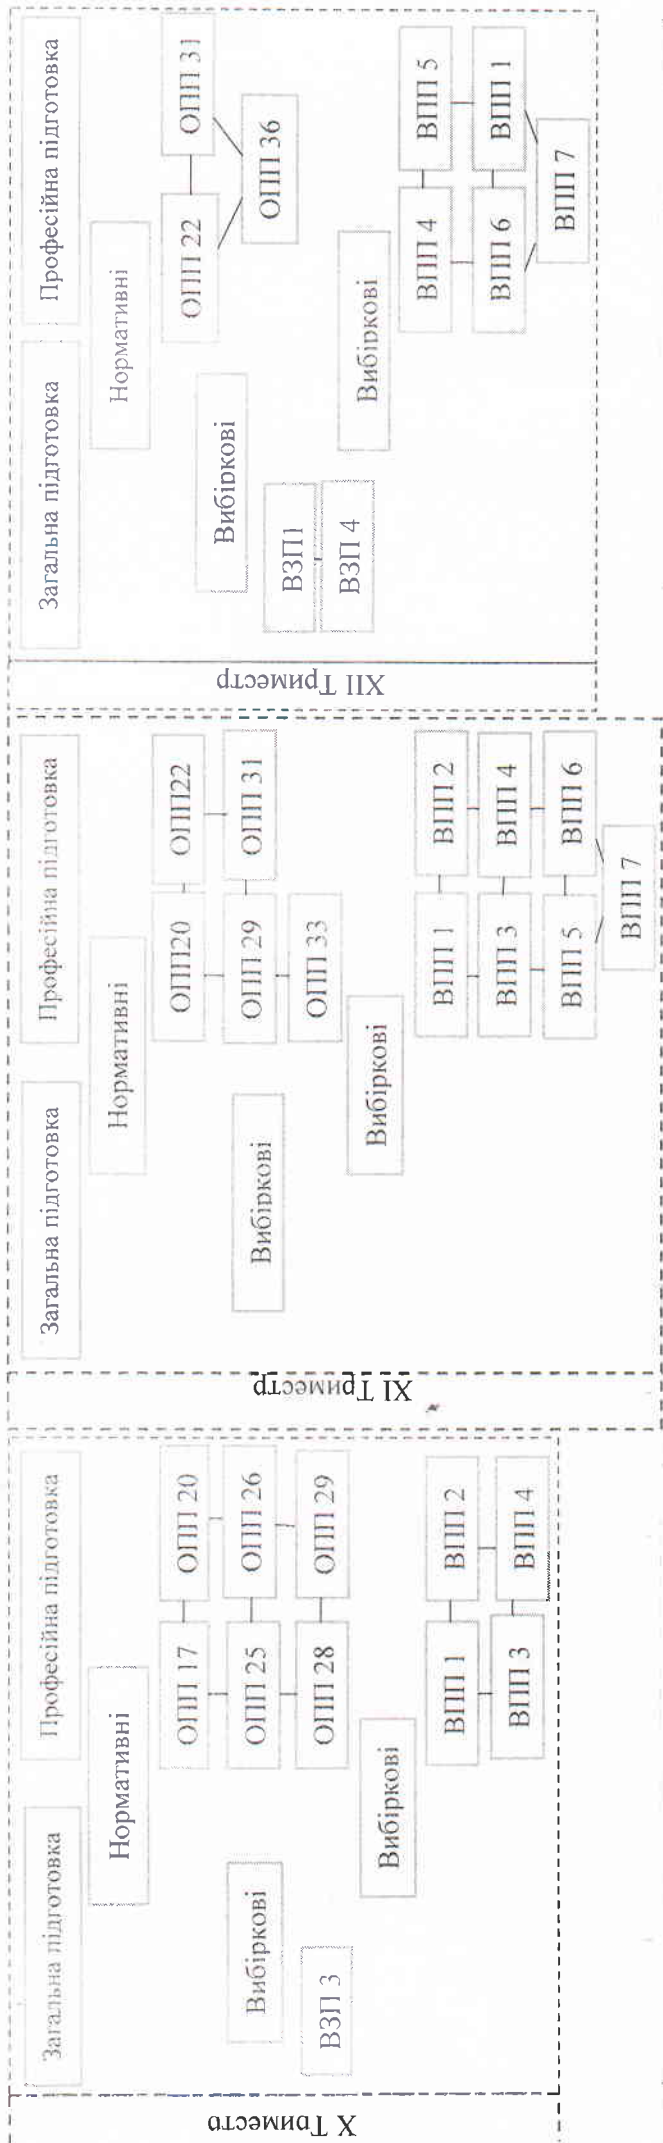 X Триместр
Загальна підготовка
Професійна підготовка
Нормативні
ОПП 17
ОПП 20
ОПП 25
ОПП 26
ОПП 28
ОПП 29
Вибіркові
ВЗП 3
Вибіркові
ВПП 1
ВПП 2
ВПП 3
ВПП 4
XI Триместр
Загальна підготовка
Професійна підготовка
Нормативні
ОПП20
ОПП22
ОПП 29
ОПП 31
ОПП 33
Вибіркові
Вибіркові
ВПП 1
ВПП 2
ВПП 3
ВПП 4
ВПП 5
ВПП 6
ВПП 7
XII Триместр
Загальна підготовка
Професійна підготовка
Нормативні
ОПП 22
ОПП 31
ОПП 36
Вибіркові
ВЗП1
ВЗП 4
Вибіркові
ВПП 4
ВПП 5
ВПП 6
ВПП 1
ВПП 7